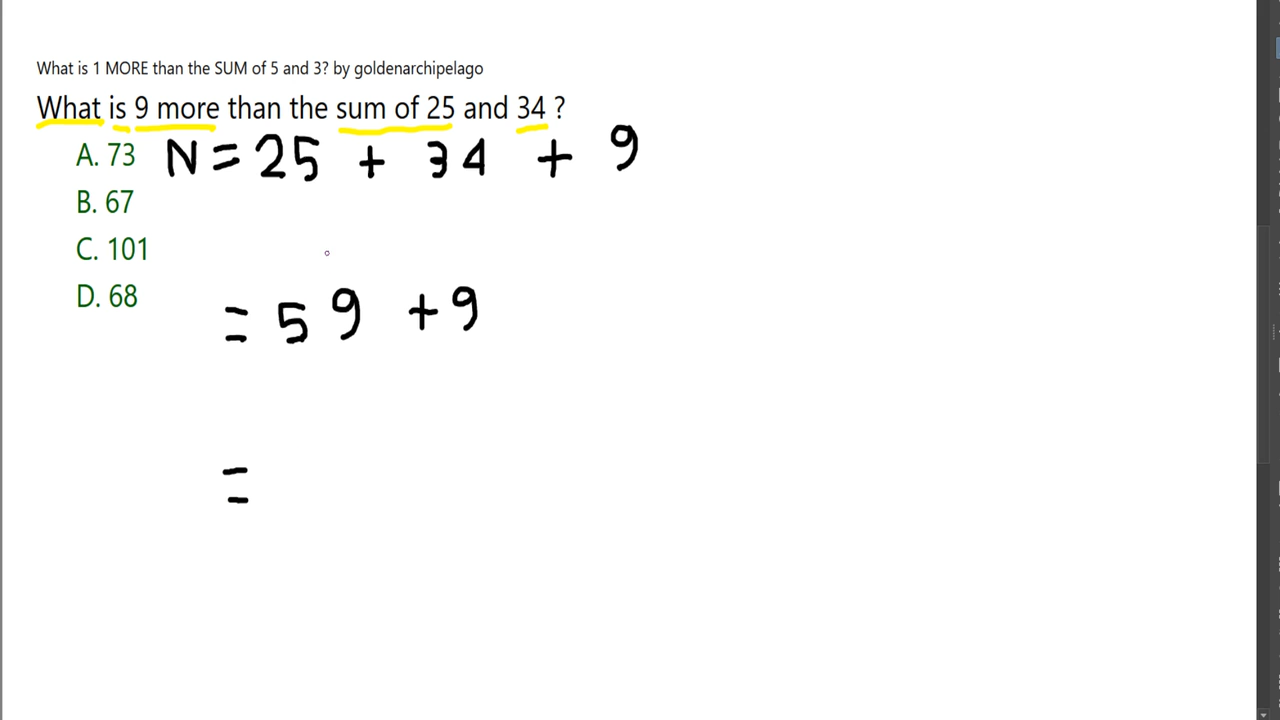 What is 1 MORE than the SUM of 5 and 3? by goldenarchipelago
What is 9 more than the sum of 25 and 34 ?
A. 73
N = 25 + 34 + 9
B. 67
C. 101
D. 68
= 59 + 9
=